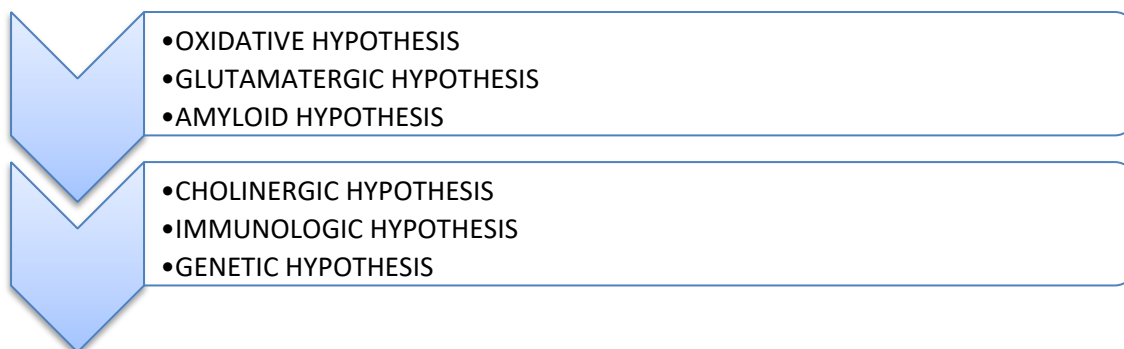 •OXIDATIVE HYPOTHESIS
•GLUTAMATERGIC HYPOTHESIS
•AMYLOID HYPOTHESIS
•CHOLINERGIC HYPOTHESIS
•IMMUNOLOGIC HYPOTHESIS
•GENETIC HYPOTHESIS